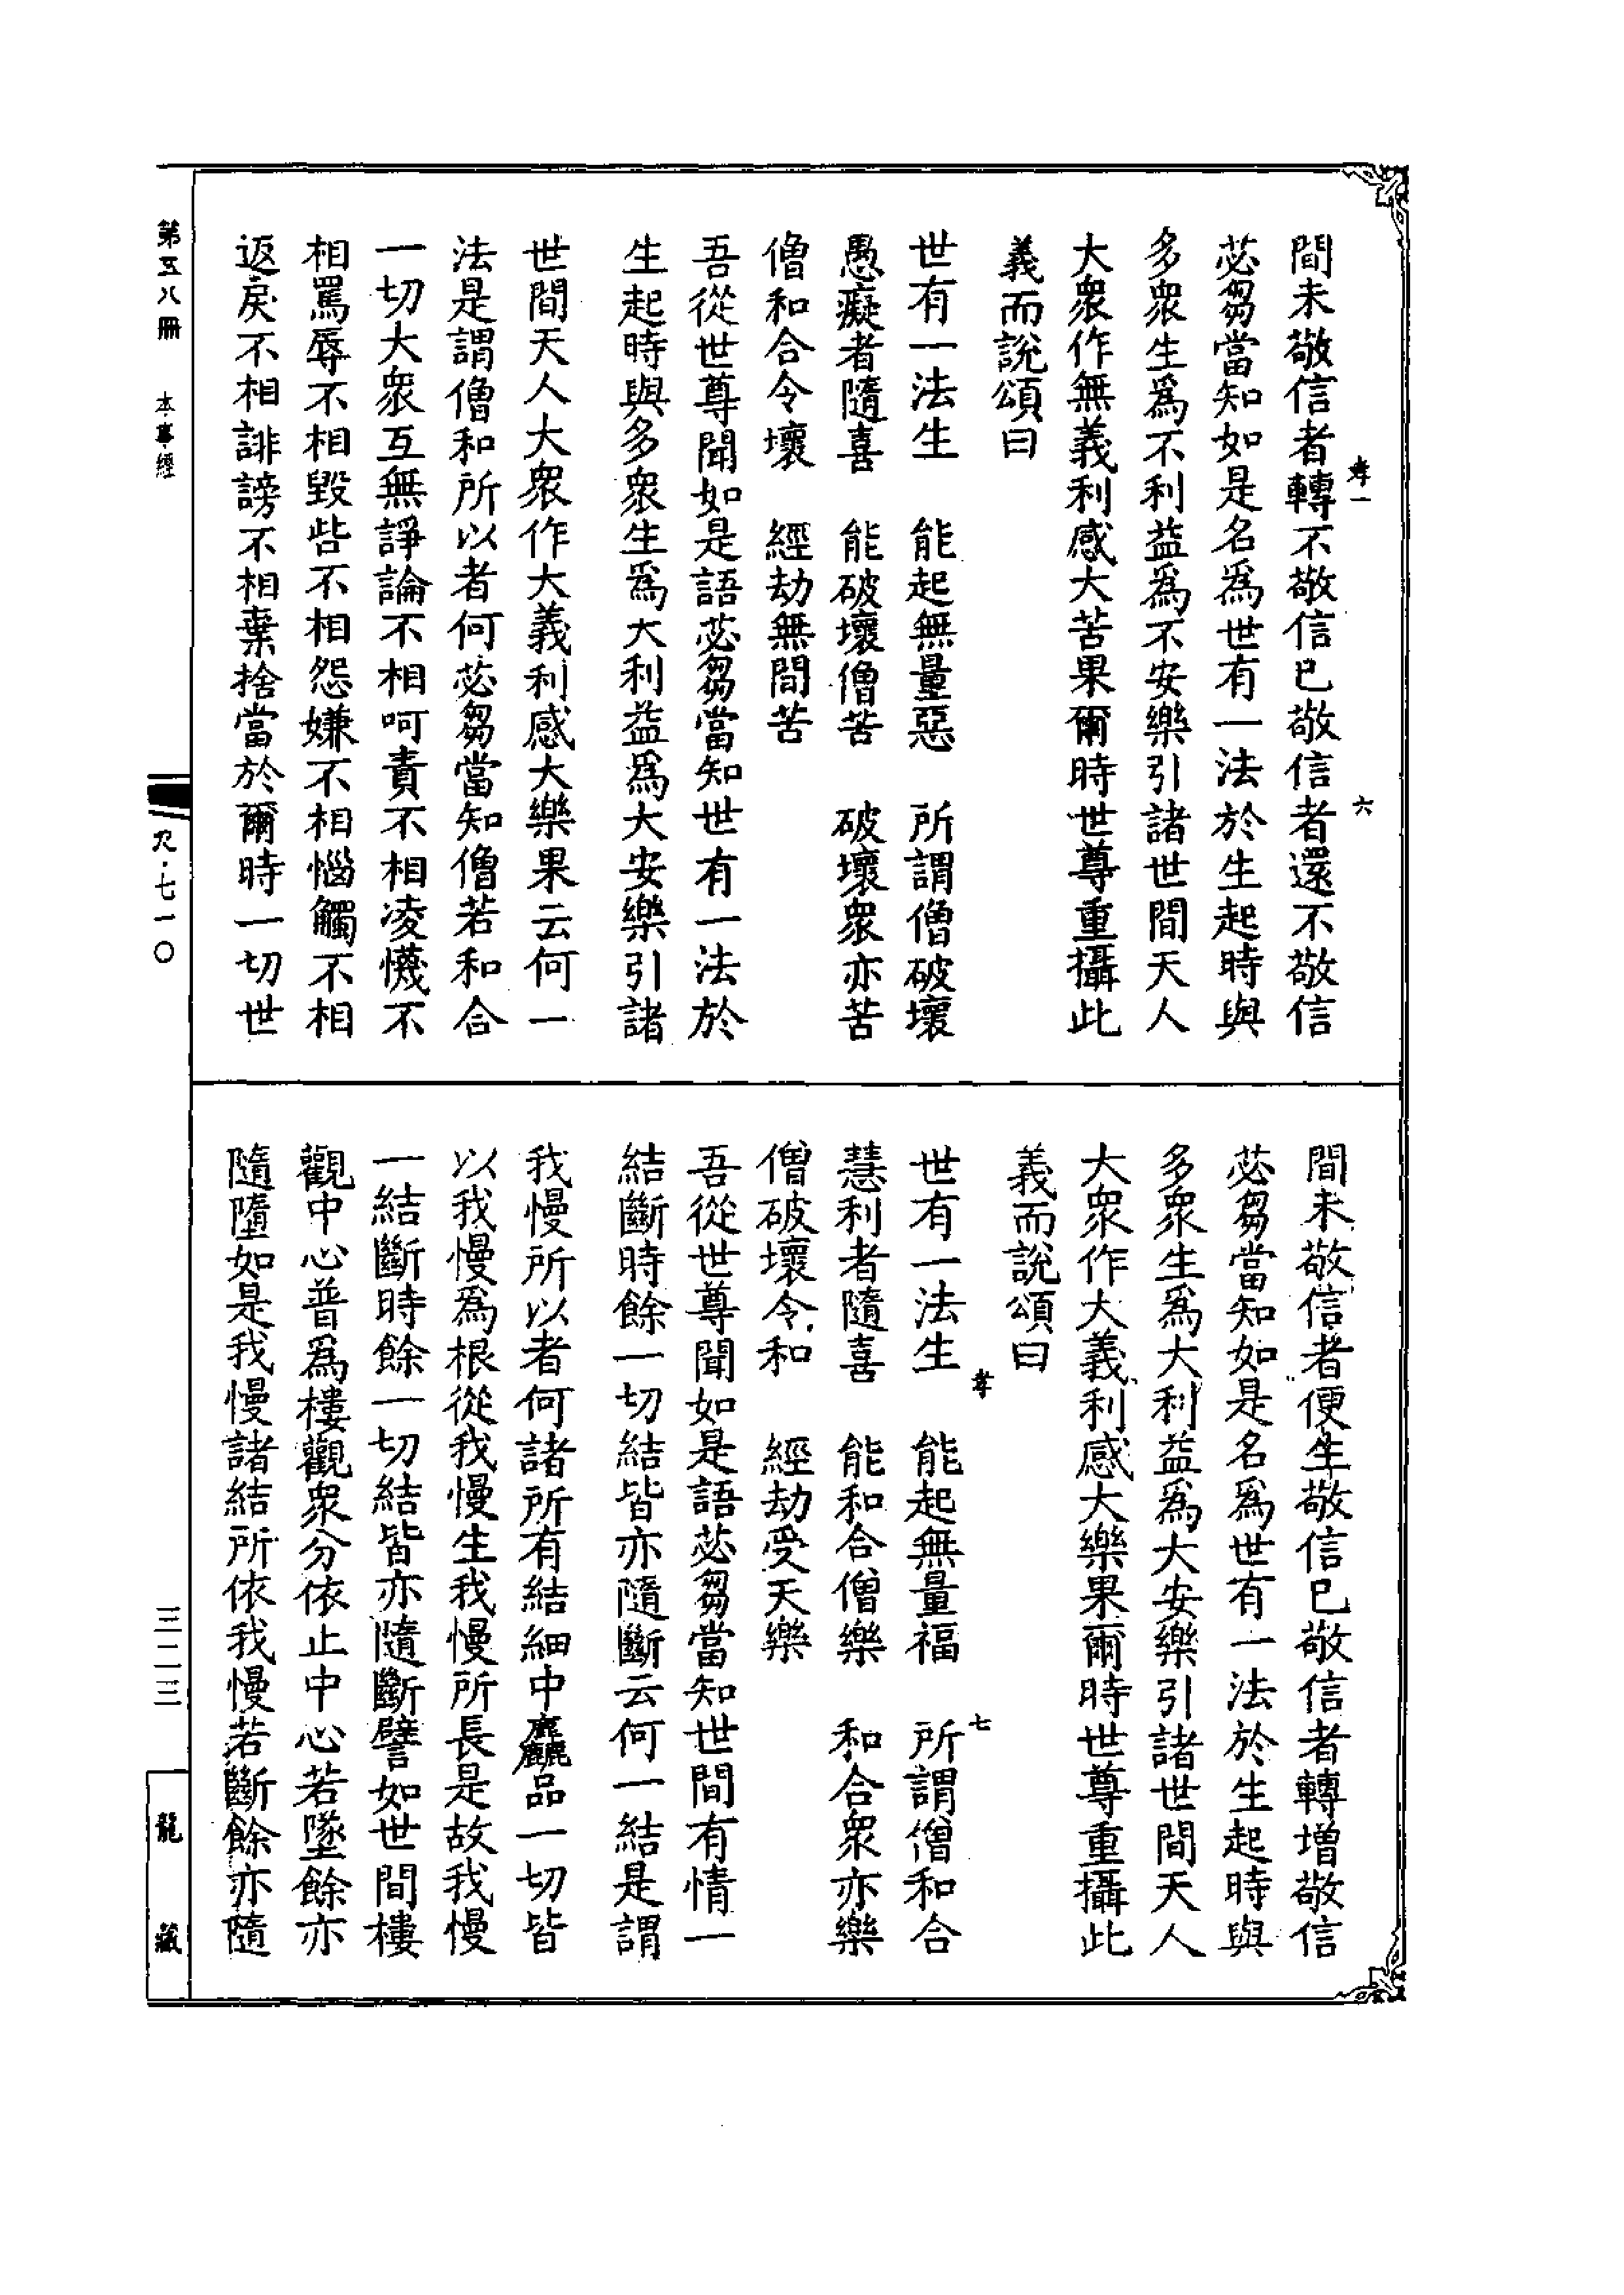 孝一
六
間未敬信者轉不敬信已敬信者還不敬信
苾芻當知如是名爲世有一法於生起時與
多衆生爲不利益爲不安樂引諸世間天人
大衆作無義利感大苦果爾時世尊重攝此
義而說頌曰
世有一法生　能起無量惡　所謂僧破壞
愚癡者隨喜　能破壞僧苦　破壞衆亦苦
僧和合令壞　經劫無間苦
吾從世尊聞如是語苾芻當知世有一法於
生起時與多衆生爲大利益爲大安樂引諸
世間天人大衆作大義利感大樂果云何一
法是謂僧和所以者何苾芻當知僧若和合
一切大衆互無諍論不相呵責不相凌懱不
相罵辱不相毀呰不相怨嫌不相惱觸不相
返戾不相誹謗不相棄捨當於爾時一切世
間未敬信者便生敬信已敬信者轉增敬信
苾芻當知如是名爲世有一法於生起時與
多衆生爲大利益爲大安樂引諸世間天人
大衆作大義利感大樂果爾時世尊重攝此
義而說頌曰
孝
七
世有一法生　能起無量福　所謂僧和合
慧利者隨喜　能和合僧樂　和合衆亦樂
僧破壞令和　經劫受天樂
吾從世尊聞如是語苾芻當知世間有情一
結斷時餘一切結皆亦隨斷云何一結是謂
我慢所以者何諸所有結細中麤品一切皆
以我慢爲根從我慢生我慢所長是故我慢
一結斷時餘一切結皆亦隨斷譬如世間樓
觀中心普爲樓觀衆分依止中心若墜餘亦
隨墮如是我慢諸結所依我慢若斷餘亦隨
第五八冊
本事經
尺·七一〇
三二三
龍藏